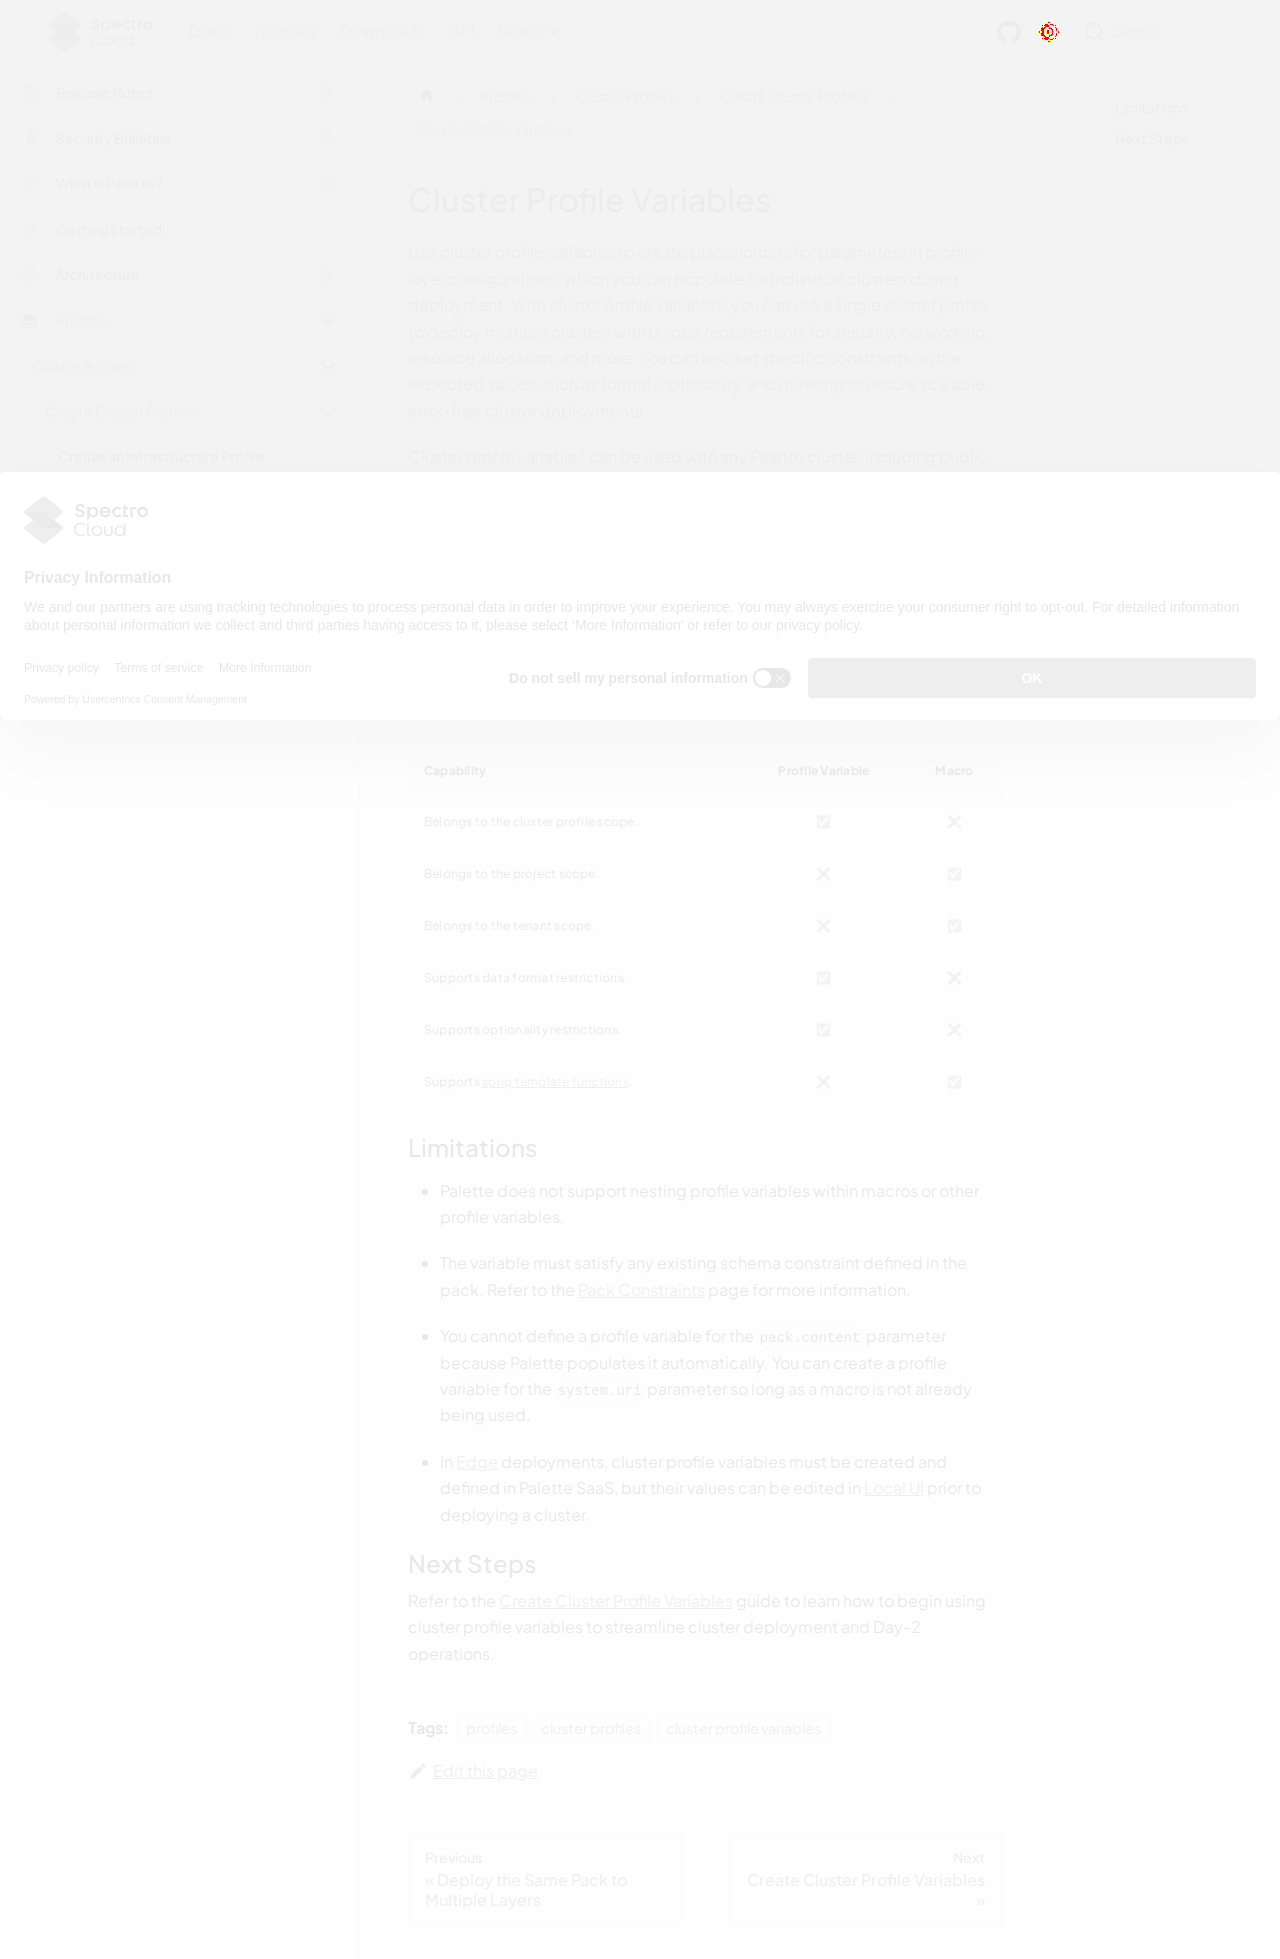 Spectro
Cloud
Docs
Tutorials
Downloads
API
latest
Search
Release Notes
Security Bulletins
What is Palette?
Getting Started
Architecture
Profiles
Cluster Profiles
Create Cluster Profiles
Create an Infrastructure Profile
Profiles
Cluster Profiles
Create Cluster Profiles
Cluster Profile Variables
Limitations
Next Steps
Cluster Profile Variables
Use cluster profile variables to create placeholders for parameters in profile-
layer configurations, which you can populate for individual clusters during
deployment. With cluster profile variables, you can use a single cluster profile
to deploy multiple clusters with unique requirements for security, networking,
resource allocation, and more. You can also set specific constraints on the
expected values, such as format, optionality, and masking to ensure scalable,
error-free cluster deployments.
Cluster profile variables can be used with any Palette cluster, including public
Spectro
Cloud
Privacy Information
We and our partners are using tracking technologies to process personal data in order to improve your experience. You may always exercise your consumer right to opt-out. For detailed information
about personal information we collect and third parties having access to it, please select ‘More Information’ or refer to our privacy policy.
Privacy policy
Terms of service
More Information
Powered by Usercentrics Consent Management
Do not sell my personal information
OK
Capability Profile Variable Macro
Belongs to the cluster profile scope. ✅ ❌
Belongs to the project scope. ❌ ✅
Belongs to the tenant scope. ❌ ✅
Supports data format restrictions. ✅ ❌
Supports optionality restrictions. ✅ ❌
Supports sprig template functions. ❌ ✅
Limitations
Palette does not support nesting profile variables within macros or other
profile variables.
The variable must satisfy any existing schema constraint defined in the
pack. Refer to the Pack Constraints page for more information.
You cannot define a profile variable for the pack.content parameter
because Palette populates it automatically. You can create a profile
variable for the system.uri parameter so long as a macro is not already
being used.
In Edge deployments, cluster profile variables must be created and
defined in Palette SaaS, but their values can be edited in Local UI prior to
deploying a cluster.
Next Steps
Refer to the Create Cluster Profile Variables guide to learn how to begin using
cluster profile variables to streamline cluster deployment and Day-2
operations.
Tags: profiles cluster profiles cluster profile variables
Edit this page
Previous
« Deploy the Same Pack to
Multiple Layers
Next
Create Cluster Profile Variables
»